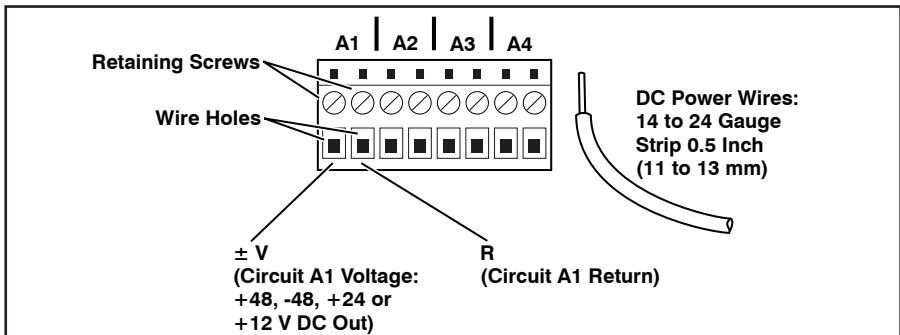 A1 A2 A3 A4
Retaining Screws
Wire Holes
DC Power Wires:
14 to 24 Gauge
Strip 0.5 Inch
(11 to 13 mm)
± V
(Circuit A1 Voltage:
+48, -48, +24 or
+12 V DC Out)
R
(Circuit A1 Return)